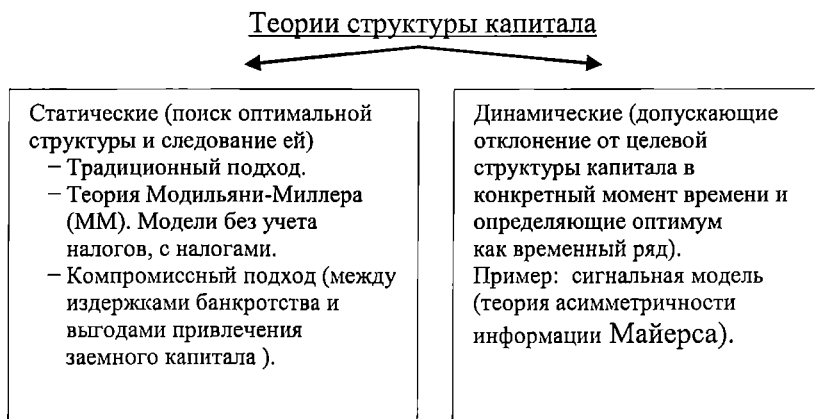 Теории структуры капитала
Статические (поиск оптимальной
структуры и следование ей)
− Традиционный подход.
− Теория Модильяни-Миллера
(ММ). Модели без учета
налогов, с налогами.
− Компромиссный подход (между
издержками банкротства и
выгодами привлечения
заемного капитала ).
Динамические (допускающие
отклонение от целевой
структуры капитала в
конкретный момент времени и
определяющие оптимум
как временный ряд).
Пример: сигнальная модель
(теория асимметричности
информации Майерса).